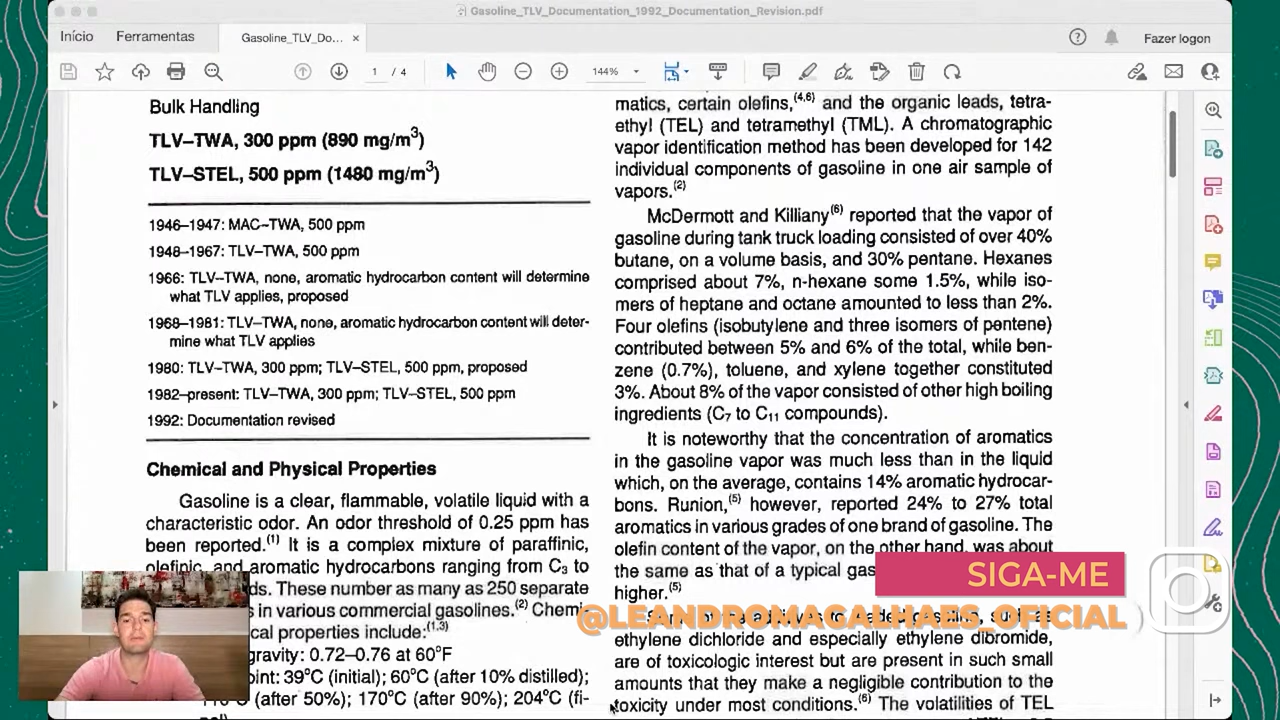 Gasoline_TLV_Documentation_1992_Documentation_Revision.pdf
Início Ferramentas Gasoline_TLV_Do... × Fazer logon
1 / 4 144%
Bulk Handling
TLV–TWA, 300 ppm (890 mg/m³)
TLV–STEL, 500 ppm (1480 mg/m³)
1946–1947: MAC–TWA, 500 ppm
1948–1967: TLV–TWA, 500 ppm
1966: TLV–TWA, none, aromatic hydrocarbon content will determine
what TLV applies, proposed
1968–1981: TLV–TWA, none, aromatic hydrocarbon content will deter-
mine what TLV applies
1980: TLV–TWA, 300 ppm; TLV–STEL, 500 ppm, proposed
1982–present: TLV–TWA, 300 ppm; TLV–STEL, 500 ppm
1992: Documentation revised
Chemical and Physical Properties
Gasoline is a clear, flammable, volatile liquid with a
characteristic odor. An odor threshold of 0.25 ppm has
been reported.(1) It is a complex mixture of paraffinic,
olefinic, and aromatic hydrocarbons ranging from C₃ to
ds. These number as many as 250 separate
s in various commercial gasolines.(2) Chemi-
cal properties include:(1,3)
gravity: 0.72–0.76 at 60°F
oint: 39°C (initial); 60°C (after 10% distilled);
(after 50%); 170°C (after 90%); 204°C (fi-
matics, certain olefins,(4,6) and the organic leads, tetra-
ethyl (TEL) and tetramethyl (TML). A chromatographic
vapor identification method has been developed for 142
individual components of gasoline in one air sample of
vapors.(2)
McDermott and Killiany(6) reported that the vapor of
gasoline during tank truck loading consisted of over 40%
butane, on a volume basis, and 30% pentane. Hexanes
comprised about 7%, n-hexane some 1.5%, while iso-
mers of heptane and octane amounted to less than 2%.
Four olefins (isobutylene and three isomers of pentene)
contributed between 5% and 6% of the total, while ben-
zene (0.7%), toluene, and xylene together constituted
3%. About 8% of the vapor consisted of other high boiling
ingredients (C₇ to C₁₁ compounds).
It is noteworthy that the concentration of aromatics
in the gasoline vapor was much less than in the liquid
which, on the average, contains 14% aromatic hydrocar-
bons. Runion,(5) however, reported 24% to 27% total
aromatics in various grades of one brand of gasoline. The
olefin content of the vapor, on the other hand, was about
the same as that of a typical gas
higher.(5)
ethylene dichloride and especially ethylene dibromide,
are of toxicologic interest but are present in such small
amounts that they make a negligible contribution to the
toxicity under most conditions.(6) The volatilities of TEL
SIGA-ME
@LEANDROMAGALHAES_OFICIAL